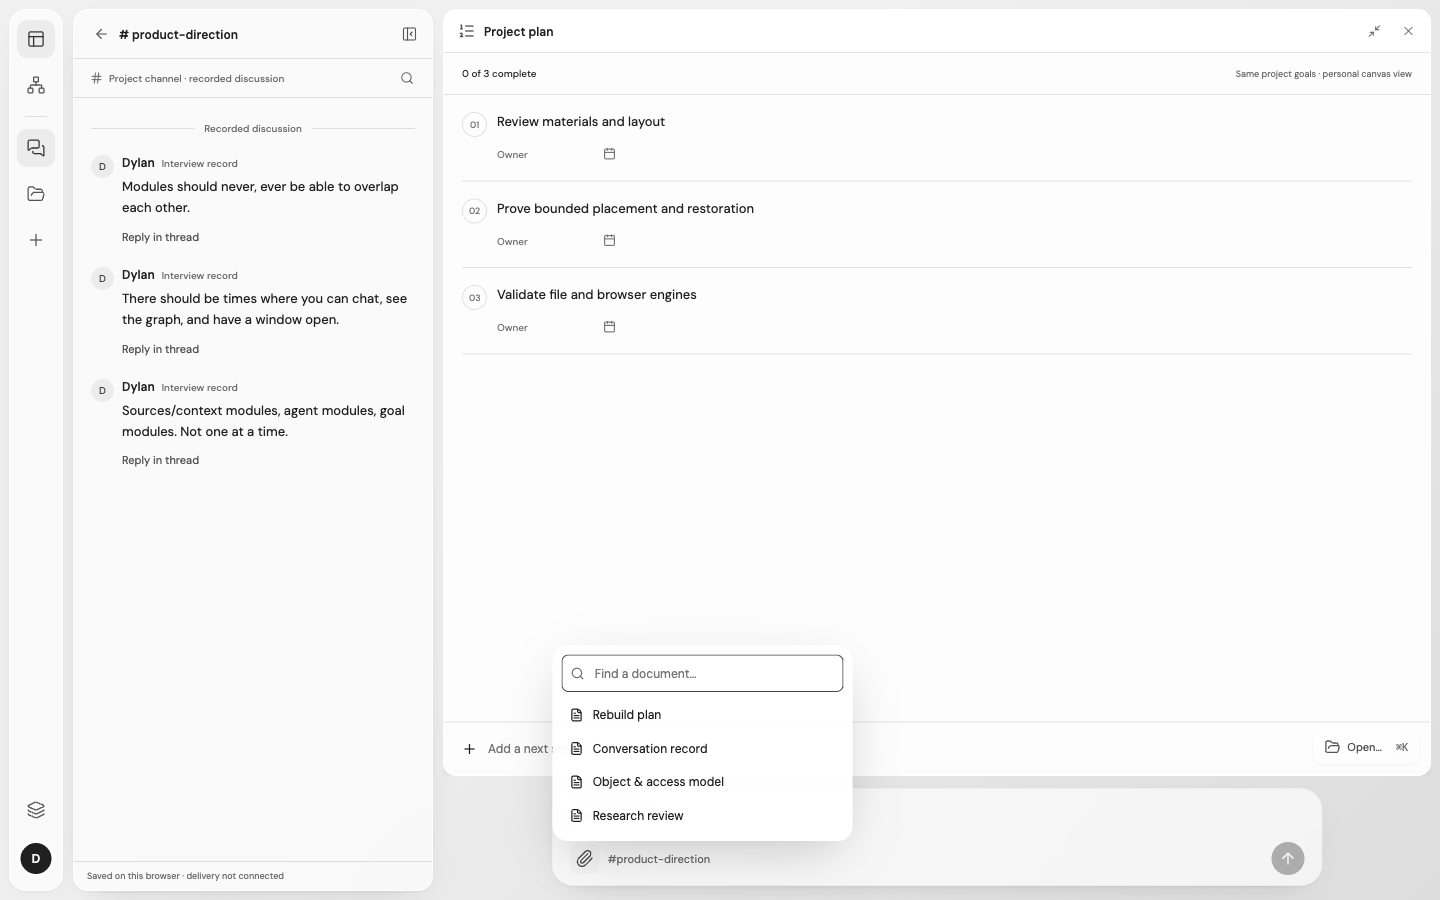 # product-direction
Project channel · recorded discussion
Recorded discussion
D
Dylan Interview record
Modules should never, ever be able to overlap
each other.
Reply in thread
D
Dylan Interview record
There should be times where you can chat, see
the graph, and have a window open.
Reply in thread
D
Dylan Interview record
Sources/context modules, agent modules, goal
modules. Not one at a time.
Reply in thread
D
Saved on this browser · delivery not connected
Project plan
0 of 3 complete
Same project goals · personal canvas view
01
Review materials and layout
Owner
02
Prove bounded placement and restoration
Owner
03
Validate file and browser engines
Owner
Find a document…
Rebuild plan
Conversation record
Object & access model
Research review
Add a next
Open… ⌘K
#product-direction